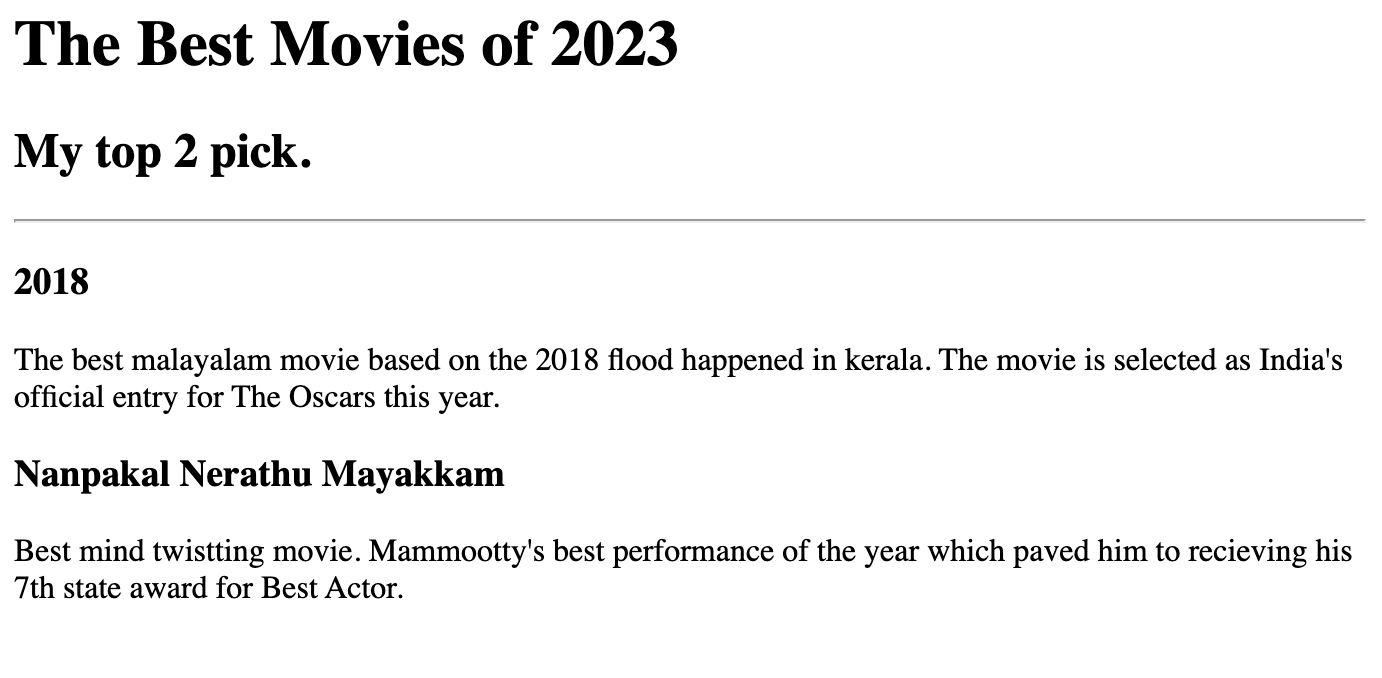 The Best Movies of 2023
My top 2 pick.
2018
The best malayalam movie based on the 2018 flood happened in kerala. The movie is selected as India's
official entry for The Oscars this year.
Nanpakal Nerathu Mayakkam
Best mind twistting movie. Mammootty's best performance of the year which paved him to recieving his
7th state award for Best Actor.